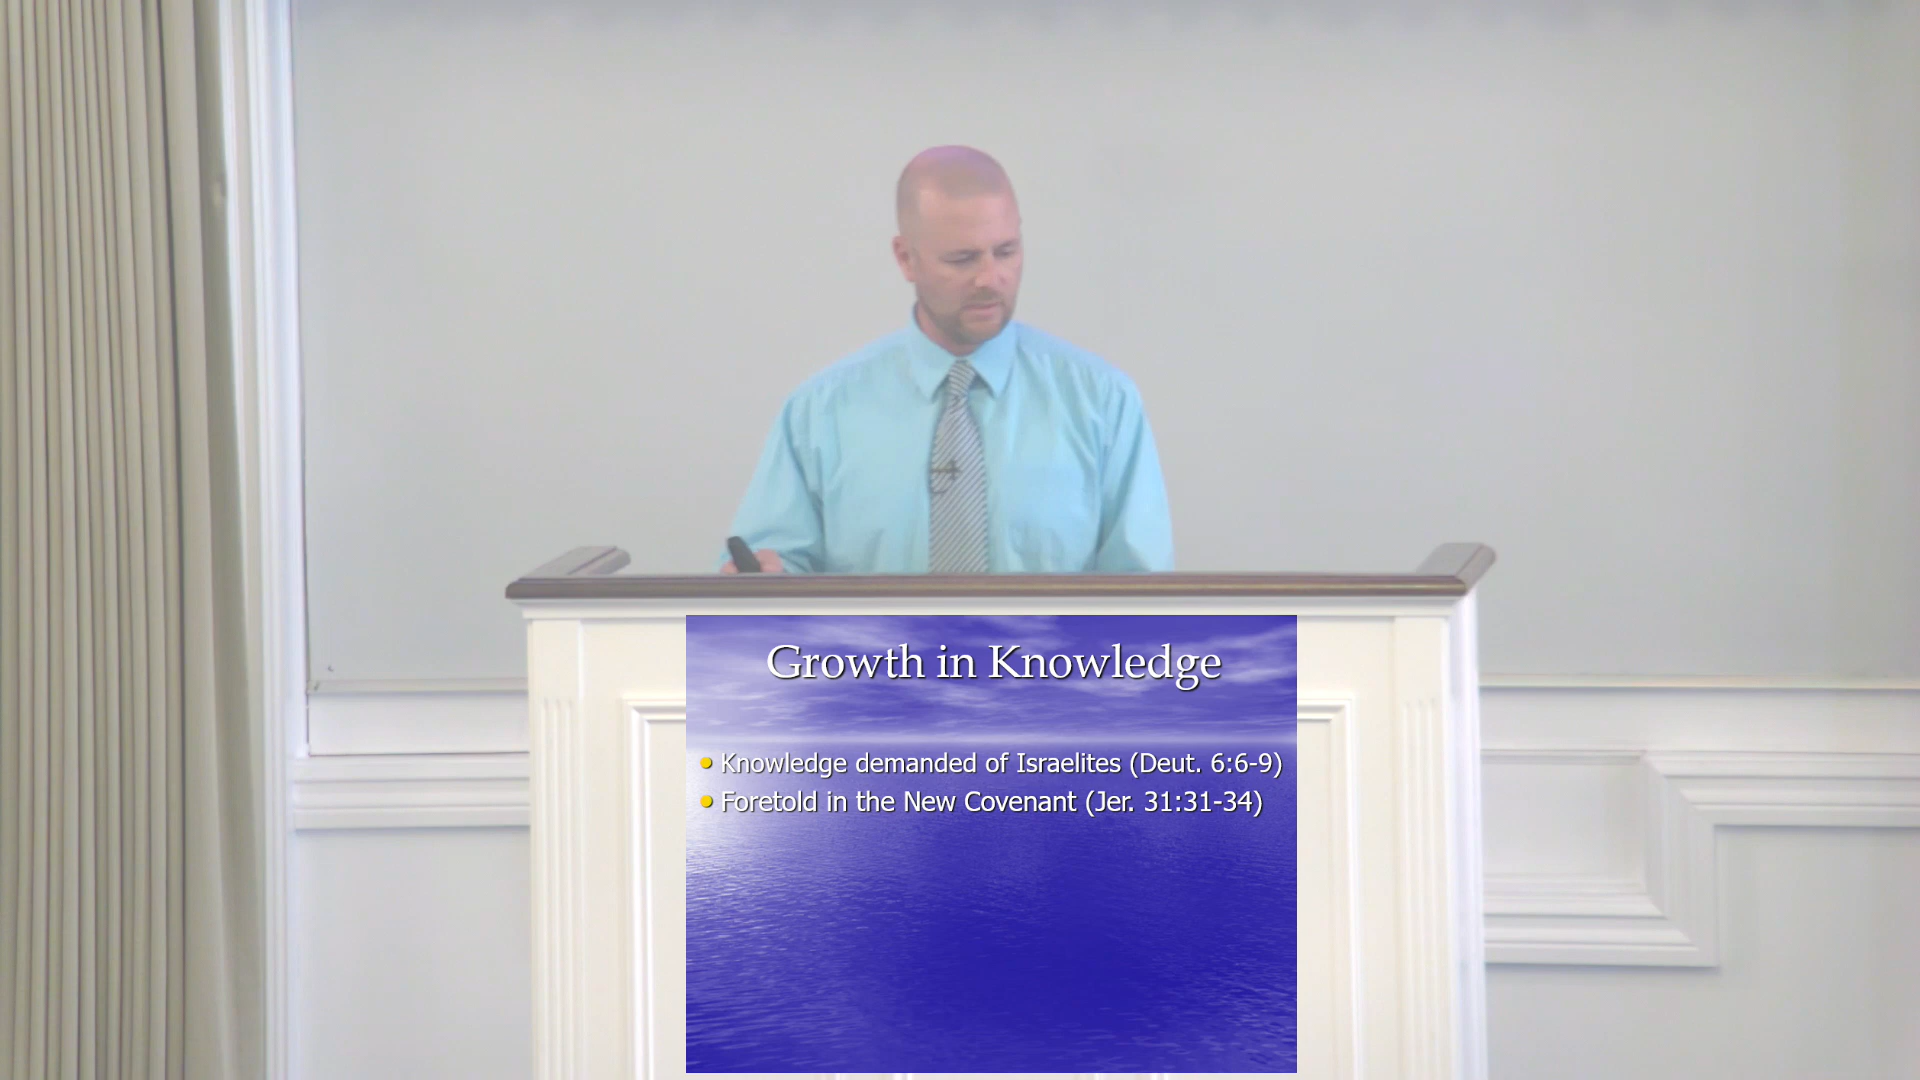 Growth in Knowledge
• Knowledge demanded of Israelites (Deut. 6:6-9)
• Foretold in the New Covenant (Jer. 31:31-34)